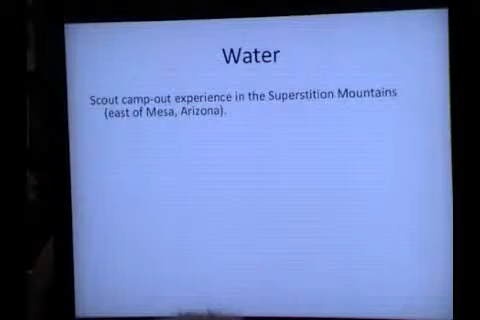 Water
Scout camp-out experience in the Superstition Mountains
(east of Mesa, Arizona).